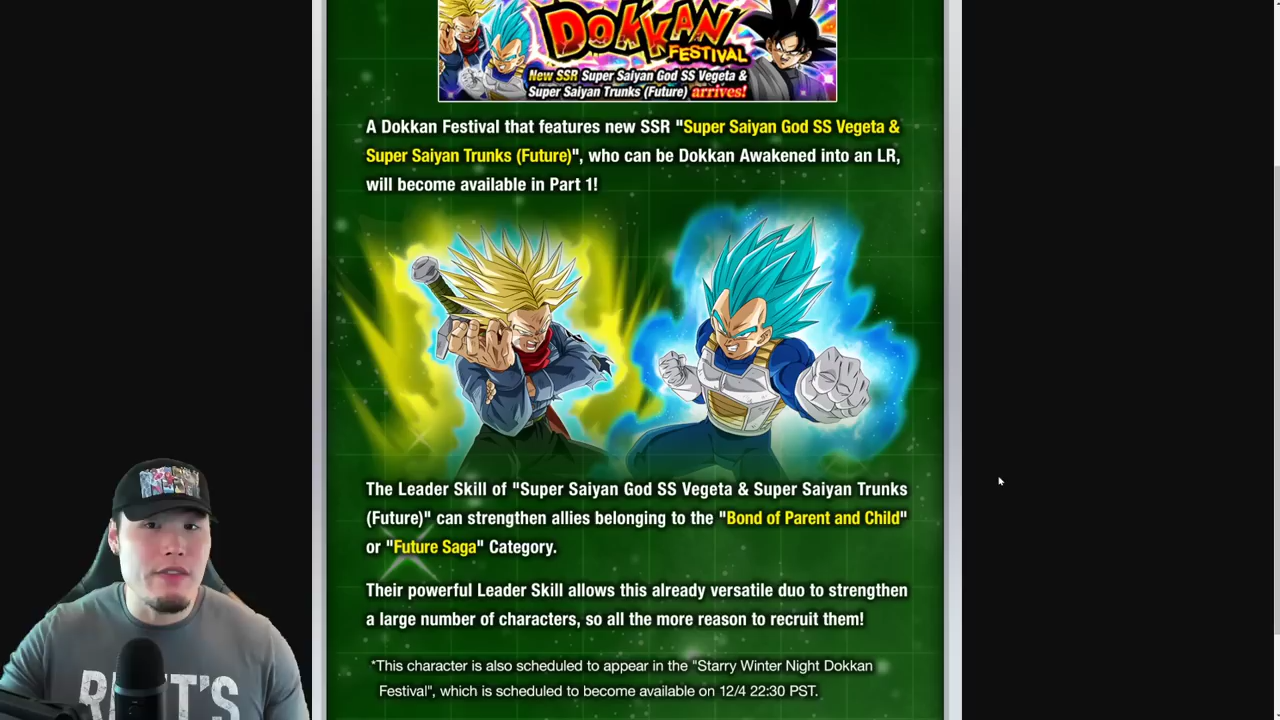 DOKKAN
FESTIVAL
New SSR Super Saiyan God SS Vegeta &
Super Saiyan Trunks (Future) arrives!
A Dokkan Festival that features new SSR "Super Saiyan God SS Vegeta &
Super Saiyan Trunks (Future)", who can be Dokkan Awakened into an LR,
will become available in Part 1!
The Leader Skill of "Super Saiyan God SS Vegeta & Super Saiyan Trunks
(Future)" can strengthen allies belonging to the "Bond of Parent and Child"
or "Future Saga" Category.
Their powerful Leader Skill allows this already versatile duo to strengthen
a large number of characters, so all the more reason to recruit them!
*This character is also scheduled to appear in the "Starry Winter Night Dokkan
Festival", which is scheduled to become available on 12/4 22:30 PST.